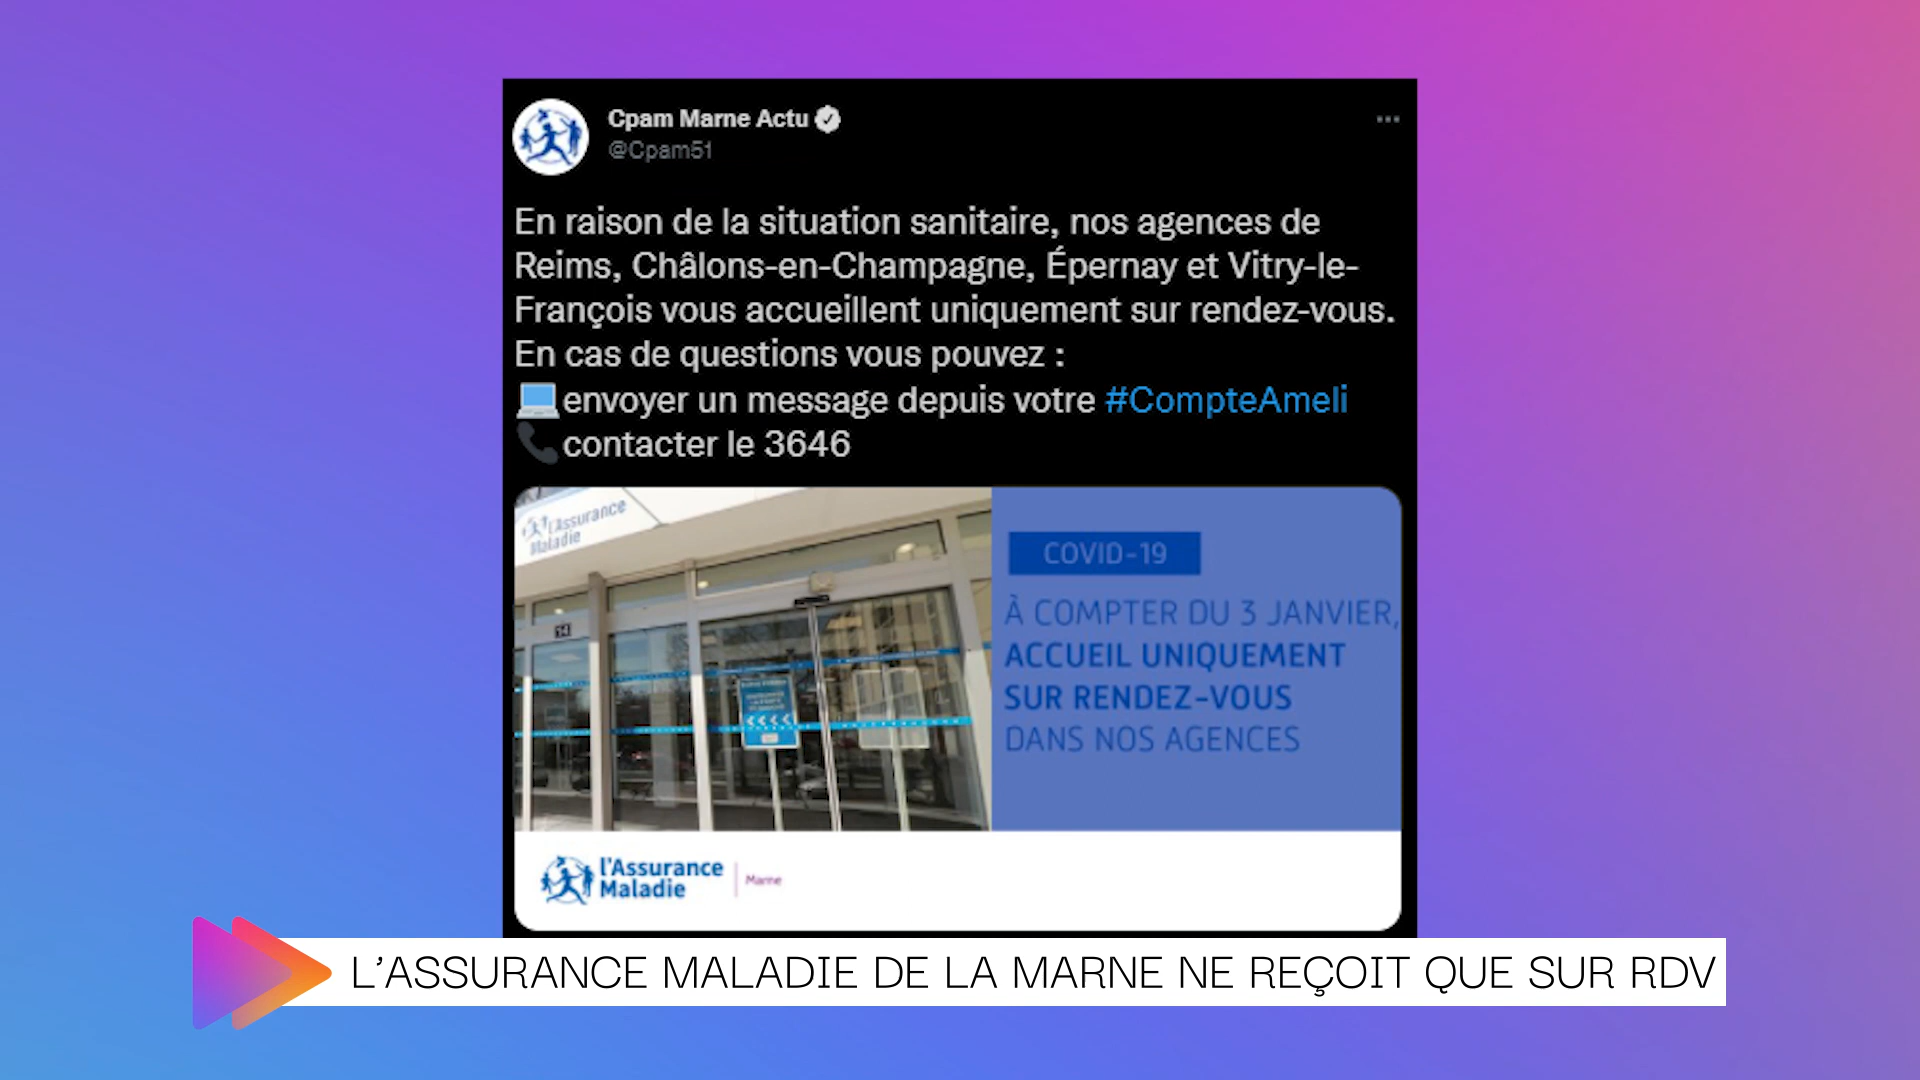 Cpam Marne Actu
@Cpam51
En raison de la situation sanitaire, nos agences de
Reims, Châlons-en-Champagne, Épernay et Vitry-le-
François vous accueillent uniquement sur rendez-vous.
En cas de questions vous pouvez :
💻envoyer un message depuis votre #CompteAmeli
📞contacter le 3646
l'Assurance
Maladie
14
COVID-19
À COMPTER DU 3 JANVIER,
ACCUEIL UNIQUEMENT
SUR RENDEZ-VOUS
DANS NOS AGENCES
l'Assurance
Maladie
Marne
L'ASSURANCE MALADIE DE LA MARNE NE REÇOIT QUE SUR RDV